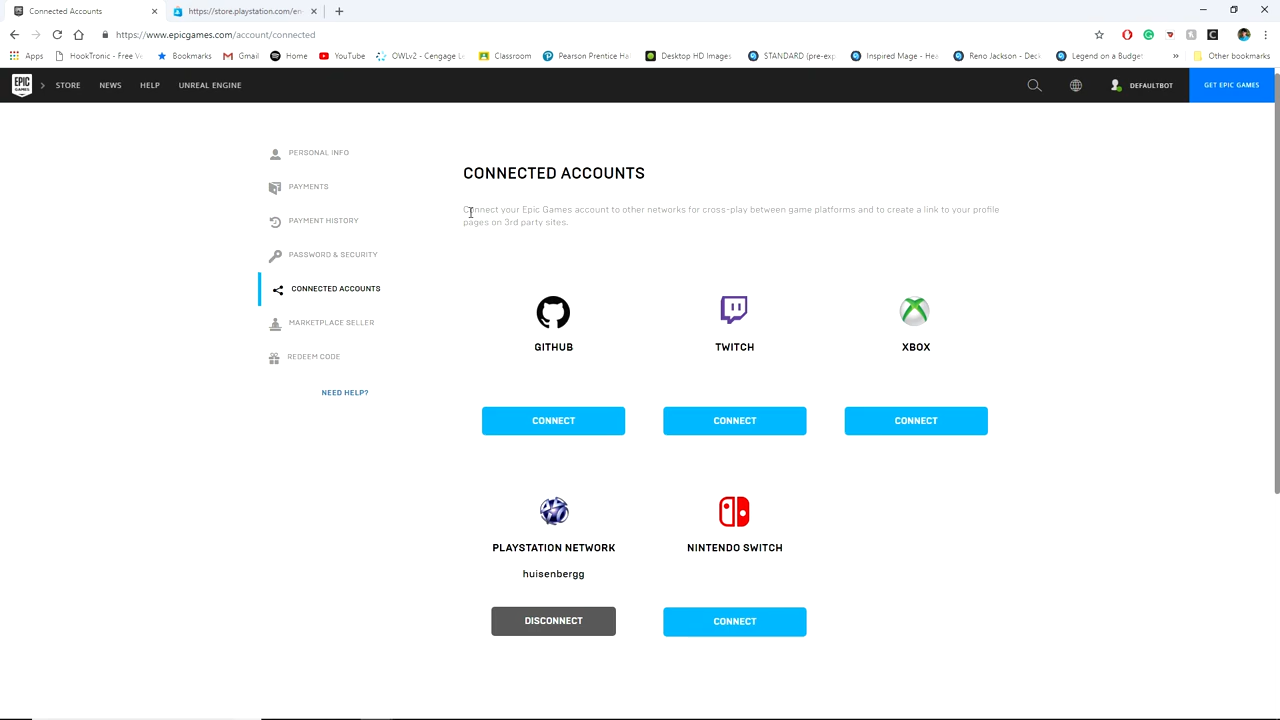 Connected Accounts
https://store.playstation.com/en-
https://www.epicgames.com/account/connected
Apps
HookTronic - Free V
Bookmarks
Gmail
Home
YouTube
OWLv2 - Cengage L
Classroom
Pearson Prentice Ha
Desktop HD Images
STANDARD (pre-exp
Inspired Mage - Hea
Reno Jackson - Deck
Legend on a Budget
»
Other bookmarks
EPIC GAMES
STORE
NEWS
HELP
UNREAL ENGINE
DEFAULTBOT
GET EPIC GAMES
PERSONAL INFO
PAYMENTS
PAYMENT HISTORY
PASSWORD & SECURITY
CONNECTED ACCOUNTS
MARKETPLACE SELLER
REDEEM CODE
NEED HELP?
CONNECTED ACCOUNTS
Connect your Epic Games account to other networks for cross-play between game platforms and to create a link to your profile
pages on 3rd party sites.
GITHUB
TWITCH
XBOX
CONNECT
CONNECT
CONNECT
PLAYSTATION NETWORK
NINTENDO SWITCH
huisenbergg
DISCONNECT
CONNECT